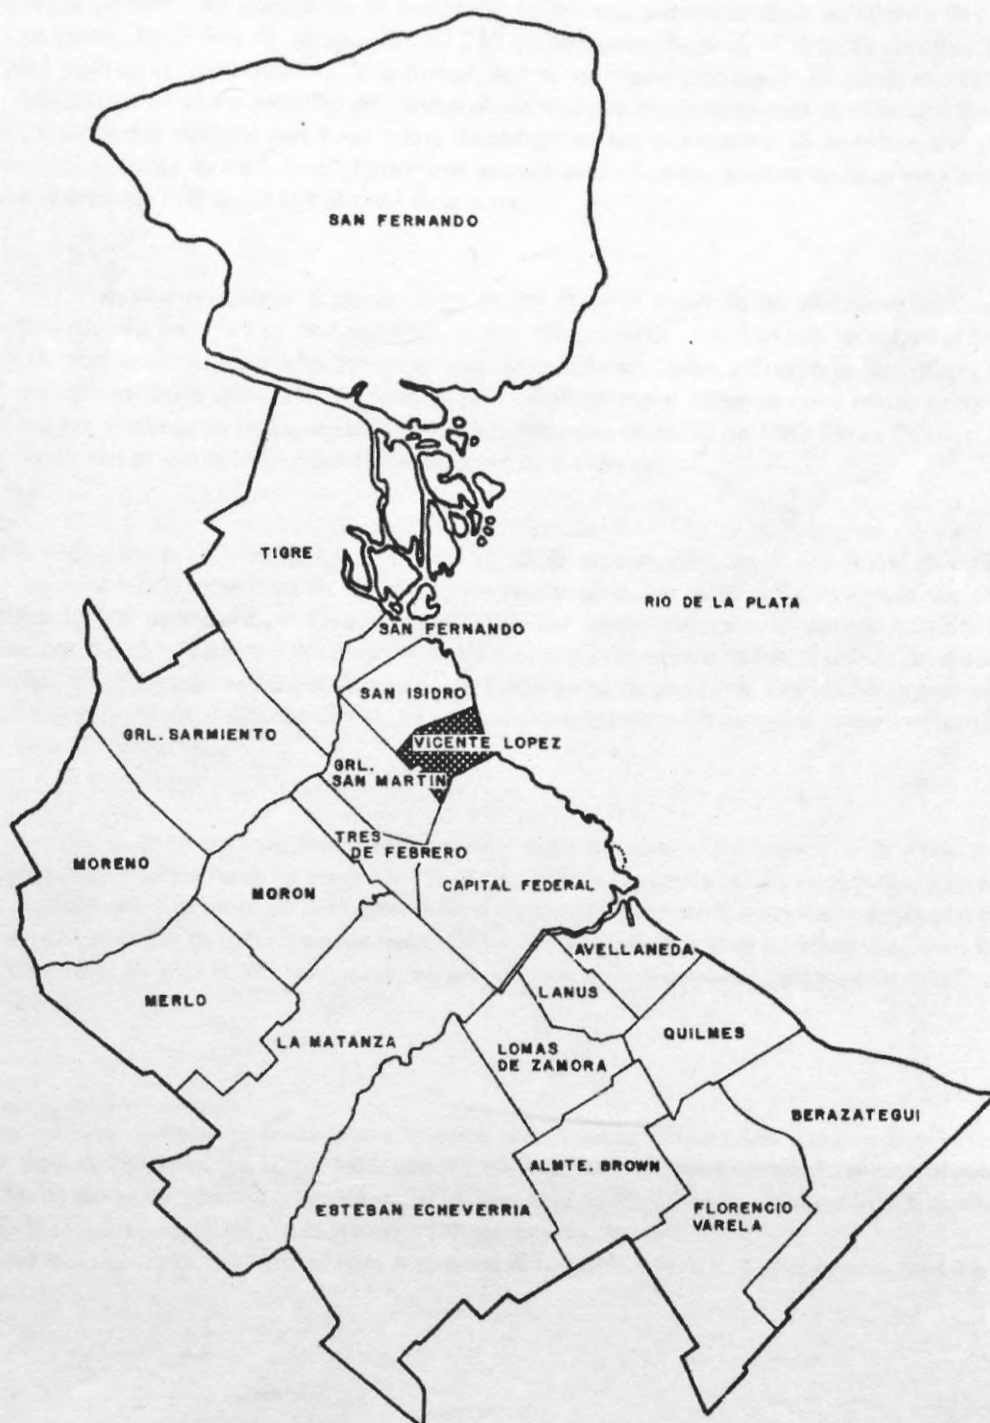 SAN FERNANDO
TIGRE
RIO DE LA PLATA
SAN FERNANDO
SAN ISIDRO
GRL. SARMIENTO
VICENTE LOPEZ
GRL.
SAN MARTIN
TRES
DE FEBRERO
MORENO
MORON
CAPITAL FEDERAL
AVELLANEDA
LANUS
MERLO
QUILMES
LA MATANZA
LOMAS
DE ZAMORA
BERAZATEGUI
ALMTE. BROWN
ESTEBAN ECHEVERRIA
FLORENCIO
VARELA